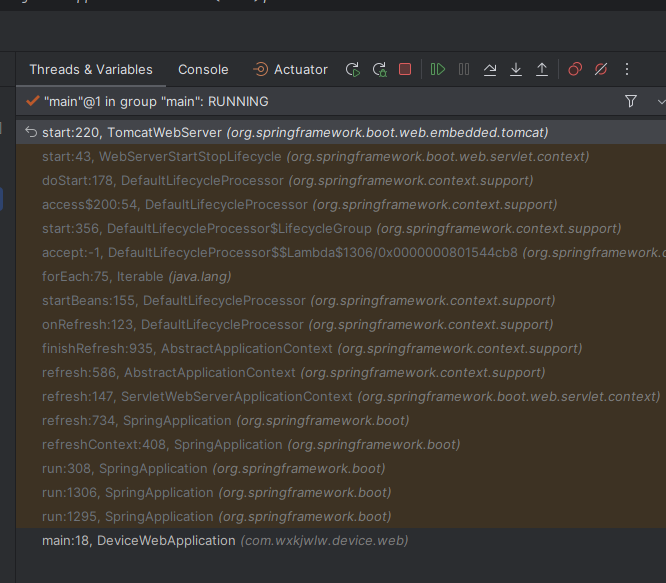 Threads & Variables Console Actuator
"main"@1 in group "main": RUNNING
start:220, TomcatWebServer (org.springframework.boot.web.embedded.tomcat)
start:43, WebServerStartStopLifecycle (org.springframework.boot.web.servlet.context)
doStart:178, DefaultLifecycleProcessor (org.springframework.context.support)
access$200:54, DefaultLifecycleProcessor (org.springframework.context.support)
start:356, DefaultLifecycleProcessor$LifecycleGroup (org.springframework.context.support)
accept:-1, DefaultLifecycleProcessor$$Lambda$1306/0x0000000801544cb8 (org.springframework.c
forEach:75, Iterable (java.lang)
startBeans:155, DefaultLifecycleProcessor (org.springframework.context.support)
onRefresh:123, DefaultLifecycleProcessor (org.springframework.context.support)
finishRefresh:935, AbstractApplicationContext (org.springframework.context.support)
refresh:586, AbstractApplicationContext (org.springframework.context.support)
refresh:147, ServletWebServerApplicationContext (org.springframework.boot.web.servlet.context)
refresh:734, SpringApplication (org.springframework.boot)
refreshContext:408, SpringApplication (org.springframework.boot)
run:308, SpringApplication (org.springframework.boot)
run:1306, SpringApplication (org.springframework.boot)
run:1295, SpringApplication (org.springframework.boot)
main:18, DeviceWebApplication (com.wxkjwlw.device.web)